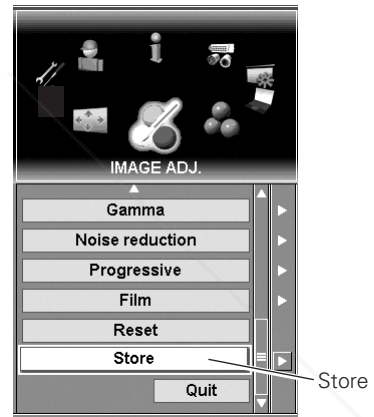 IMAGE ADJ.
Gamma
Noise reduction
Progressive
Film
Reset
Store
Store
Quit